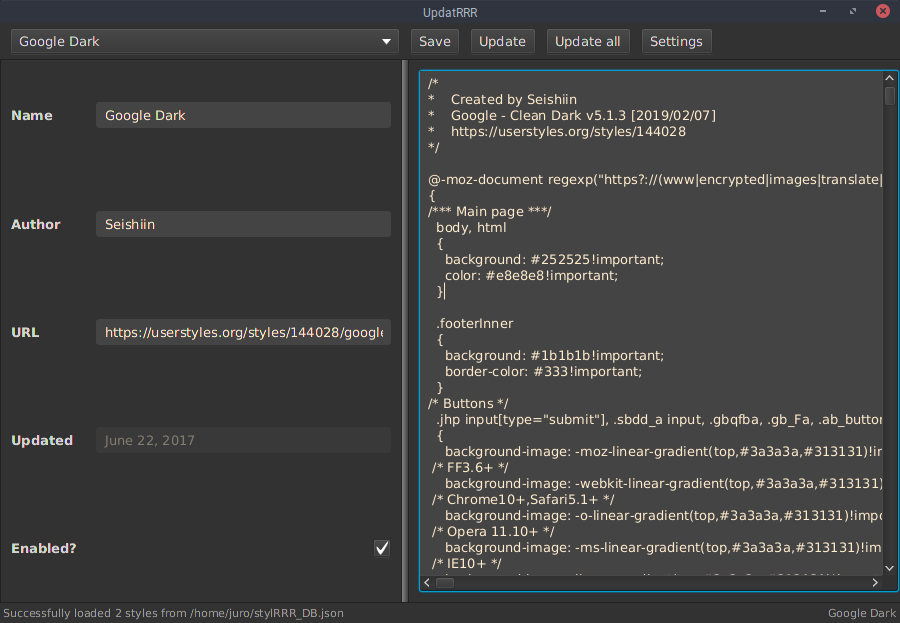 UpdatRRR
Google Dark
Save
Update
Update all
Settings
Name
Google Dark
Author
Seishiin
URL
https://userstyles.org/styles/144028/google
Updated
June 22, 2017
Enabled?
/*
*    Created by Seishiin
*    Google - Clean Dark v5.1.3 [2019/02/07]
*    https://userstyles.org/styles/144028
*/
@-moz-document regexp("https?://(www|encrypted|images|translate|
{
/*** Main page ***/
body, html
{
background: #252525!important;
color: #e8e8e8!important;
}
.footerInner
{
background: #1b1b1b!important;
border-color: #333!important;
}
/* Buttons */
.jhp input[type="submit"], .sbdd_a input, .gbqfba, .gb_Fa, .ab_button
{
background-image: -moz-linear-gradient(top,#3a3a3a,#313131)!im
/* FF3.6+ */
background-image: -webkit-linear-gradient(top,#3a3a3a,#313131)
/* Chrome10+,Safari5.1+ */
background-image: -o-linear-gradient(top,#3a3a3a,#313131)!impo
/* Opera 11.10+ */
background-image: -ms-linear-gradient(top,#3a3a3a,#313131)!im
/* IE10+ */
Successfully loaded 2 styles from /home/juro/stylRRR_DB.json
Google Dark